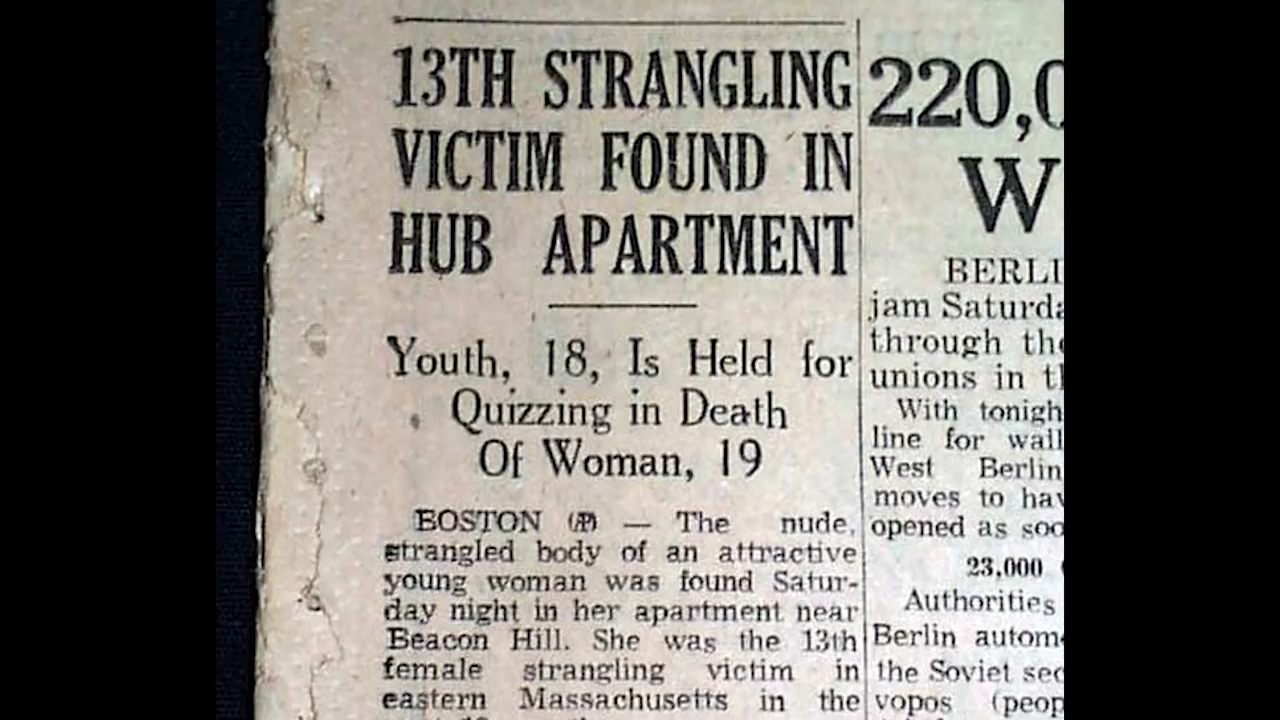 13TH STRANGLING
VICTIM FOUND IN
HUB APARTMENT
Youth, 18, Is Held for
Quizzing in Death
Of Woman, 19
BOSTON (AP) — The nude,
strangled body of an attractive
young woman was found Satur-
day night in her apartment near
Beacon Hill. She was the 13th
female strangling victim in
eastern Massachusetts in the
220,0
W
BERLI
jam Saturda
through the
unions in t
With tonigh
line for wall
West Berlin
moves to hav
opened as soo
23,000
Authorities
Berlin autom
the Soviet sec
vopos (peop